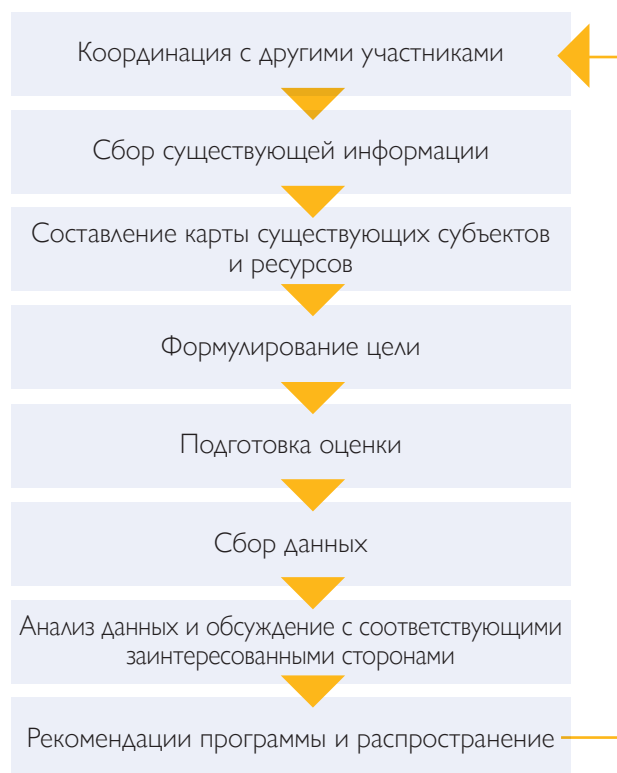 Координация с другими участниками
Сбор существующей информации
Составление карты существующих субъектов
и ресурсов
Формулирование цели
Подготовка оценки
Сбор данных
Анализ данных и обсуждение с соответствующими
заинтересованными сторонами
Рекомендации программы и распространение